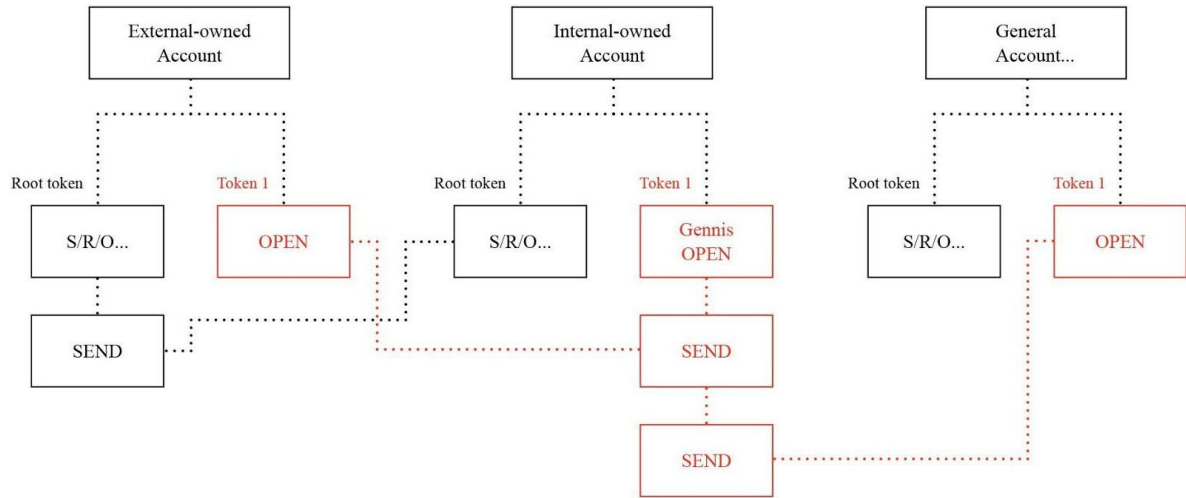 External-owned
Account
Internal-owned
Account
General
Account...
Root token
Token 1
Root token
Token 1
Root token
Token 1
S/R/O...
OPEN
S/R/O...
Gennis
OPEN
S/R/O...
OPEN
SEND
SEND
SEND